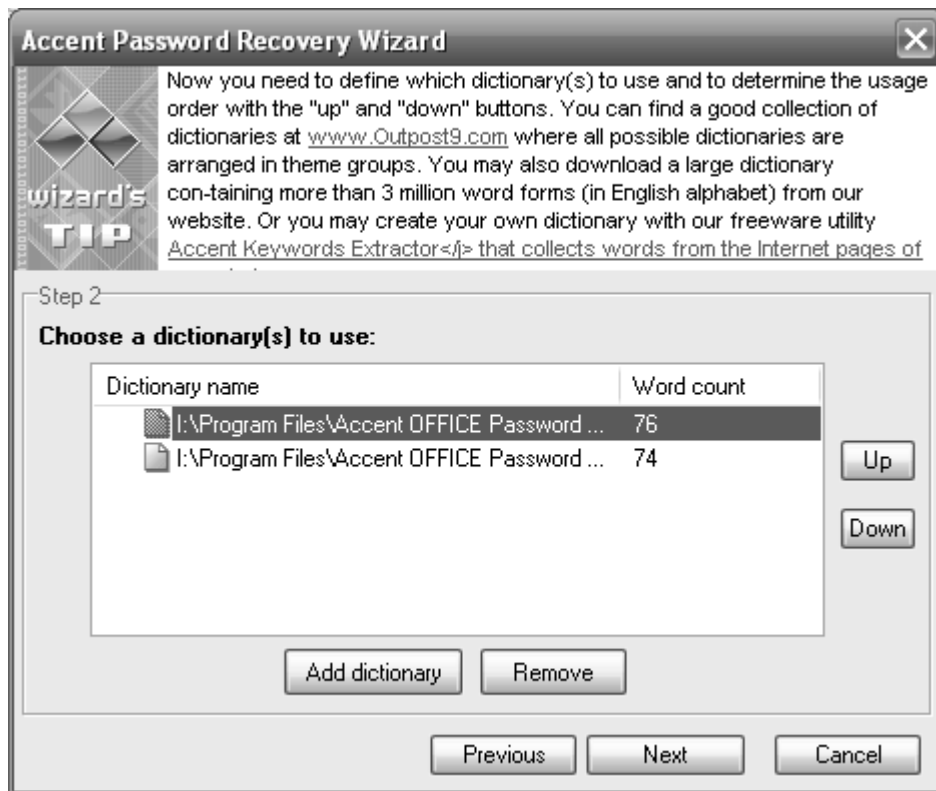 Accent Password Recovery Wizard
wizard's
TIP
Now you need to define which dictionary(s) to use and to determine the usage
order with the "up" and "down" buttons. You can find a good collection of
dictionaries at www.Outpost9.com where all possible dictionaries are
arranged in theme groups. You may also download a large dictionary
con-taining more than 3 million word forms (in English alphabet) from our
website. Or you may create your own dictionary with our freeware utility
Accent Keywords Extractor</j> that collects words from the Internet pages of
Step 2
Choose a dictionary(s) to use:
Dictionary name Word count
I:\Program Files\Accent OFFICE Password ... 76
I:\Program Files\Accent OFFICE Password ... 74
Up
Down
Add dictionary Remove
Previous Next Cancel